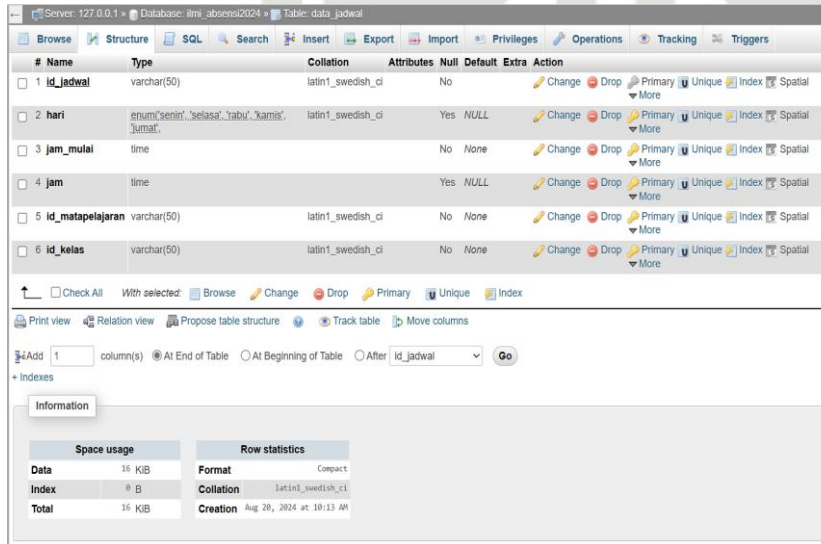 Server: 127.0.0.1 » Database: ilmi_absensi2024 » Table: data_jadwal
Browse Structure SQL Search Insert Export Import Privileges Operations Tracking Triggers
# Name Type Collation Attributes Null Default Extra Action
1 id_jadwal varchar(50) latin1_swedish_ci No Change Drop Primary Unique Index Spatial
More
2 hari enum('senin', 'selasa', 'rabu', 'kamis', latin1_swedish_ci Yes NULL Change Drop Primary Unique Index Spatial
'jumat', More
3 jam_mulai time No None Change Drop Primary Unique Index Spatial
More
4 jam time Yes NULL Change Drop Primary Unique Index Spatial
More
5 id_matapelajaran varchar(50) latin1_swedish_ci No None Change Drop Primary Unique Index Spatial
More
6 id_kelas varchar(50) latin1_swedish_ci No None Change Drop Primary Unique Index Spatial
More
Check All With selected: Browse Change Drop Primary Unique Index
Print view Relation view Propose table structure Track table Move columns
Add 1 column(s) At End of Table At Beginning of Table After id_jadwal Go
+ Indexes
Information
Space usage Row statistics
Data 16 KiB Format Compact
Index 0 B Collation latin1_swedish_ci
Total 16 KiB Creation Aug 20, 2024 at 10:13 AM